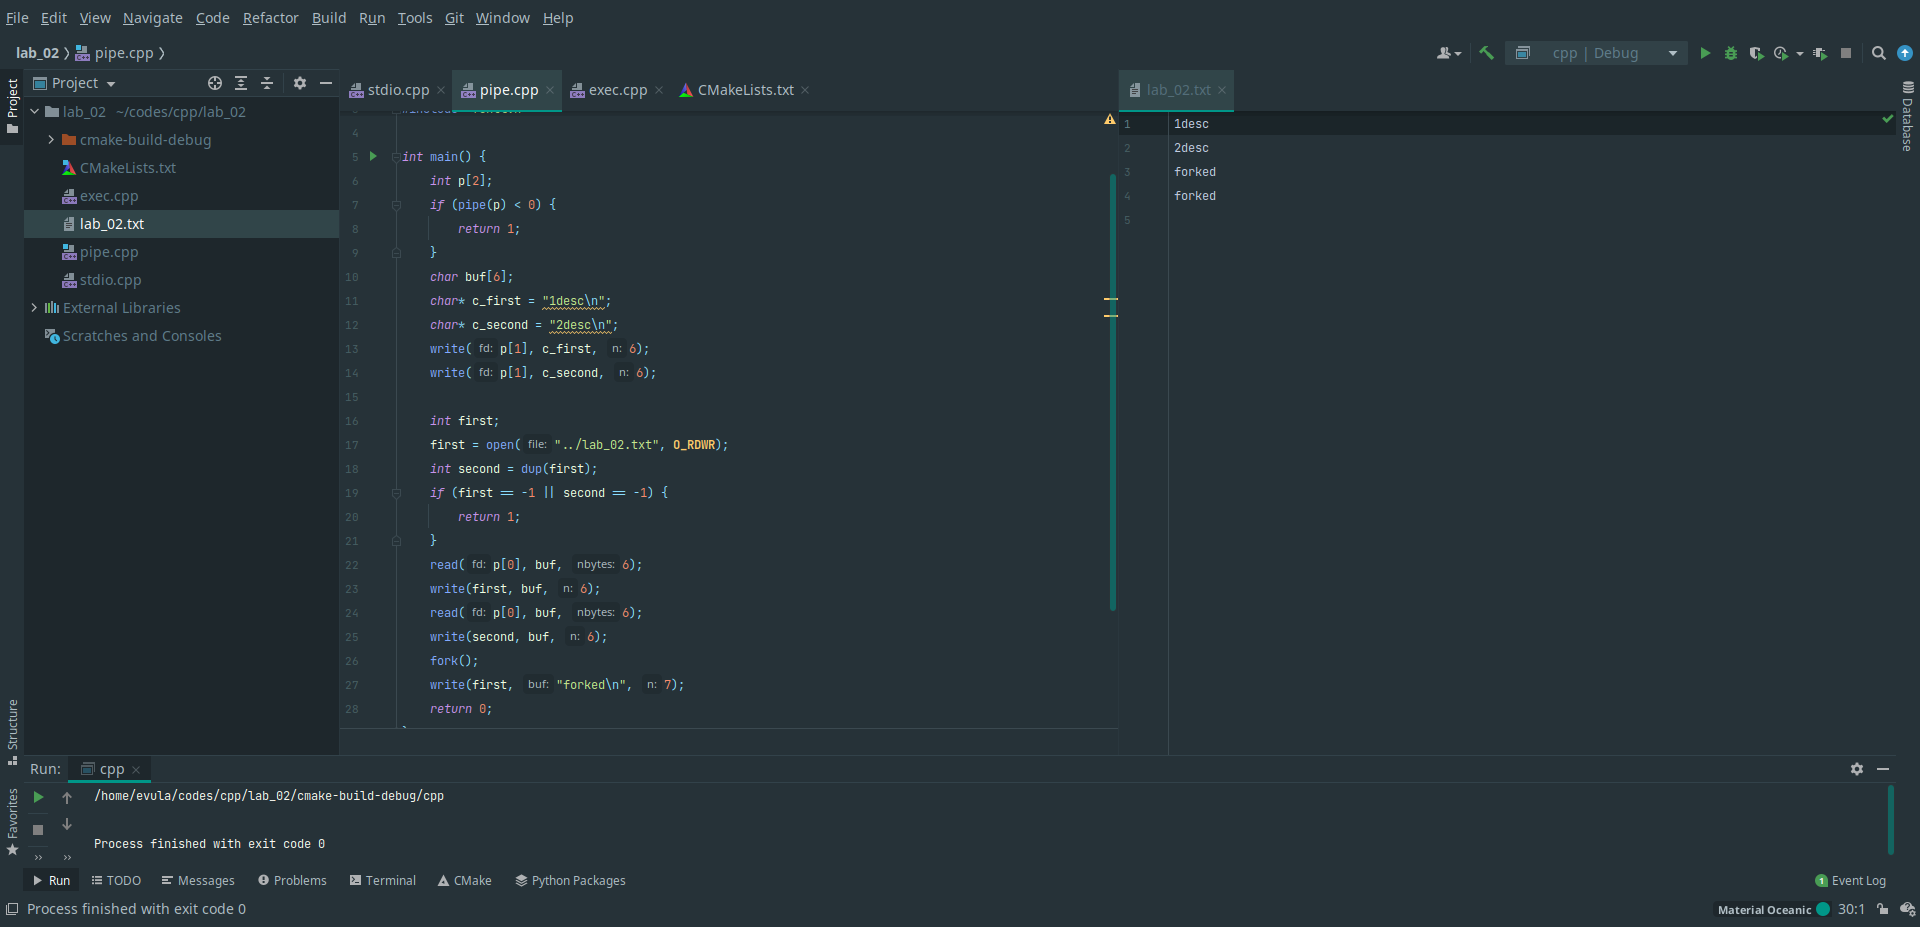 File Edit View Navigate Code Refactor Build Run Tools Git Window Help
lab_02 pipe.cpp
cpp | Debug
Project
Project
stdio.cpp
pipe.cpp
exec.cpp
CMakeLists.txt
lab_02.txt
lab_02 ~/codes/cpp/lab_02
cmake-build-debug
CMakeLists.txt
exec.cpp
lab_02.txt
pipe.cpp
stdio.cpp
External Libraries
Scratches and Consoles
4
5 int main() {
6 int p[2];
7 if (pipe(p) < 0) {
8 return 1;
9 }
10 char buf[6];
11 char* c_first = "1desc\n";
12 char* c_second = "2desc\n";
13 write( fd: p[1], c_first, n: 6);
14 write( fd: p[1], c_second, n: 6);
15
16 int first;
17 first = open( file: "../lab_02.txt", O_RDWR);
18 int second = dup(first);
19 if (first == -1 || second == -1) {
20 return 1;
21 }
22 read( fd: p[0], buf, nbytes: 6);
23 write(first, buf, n: 6);
24 read( fd: p[0], buf, nbytes: 6);
25 write(second, buf, n: 6);
26 fork();
27 write(first, buf: "forked\n", n: 7);
28 return 0;
1 1desc
2 2desc
3 forked
4 forked
5
Database
Structure
Favorites
Run: cpp
/home/evula/codes/cpp/lab_02/cmake-build-debug/cpp
Process finished with exit code 0
Run TODO Messages Problems Terminal CMake Python Packages
1 Event Log
Process finished with exit code 0
Material Oceanic 30:1